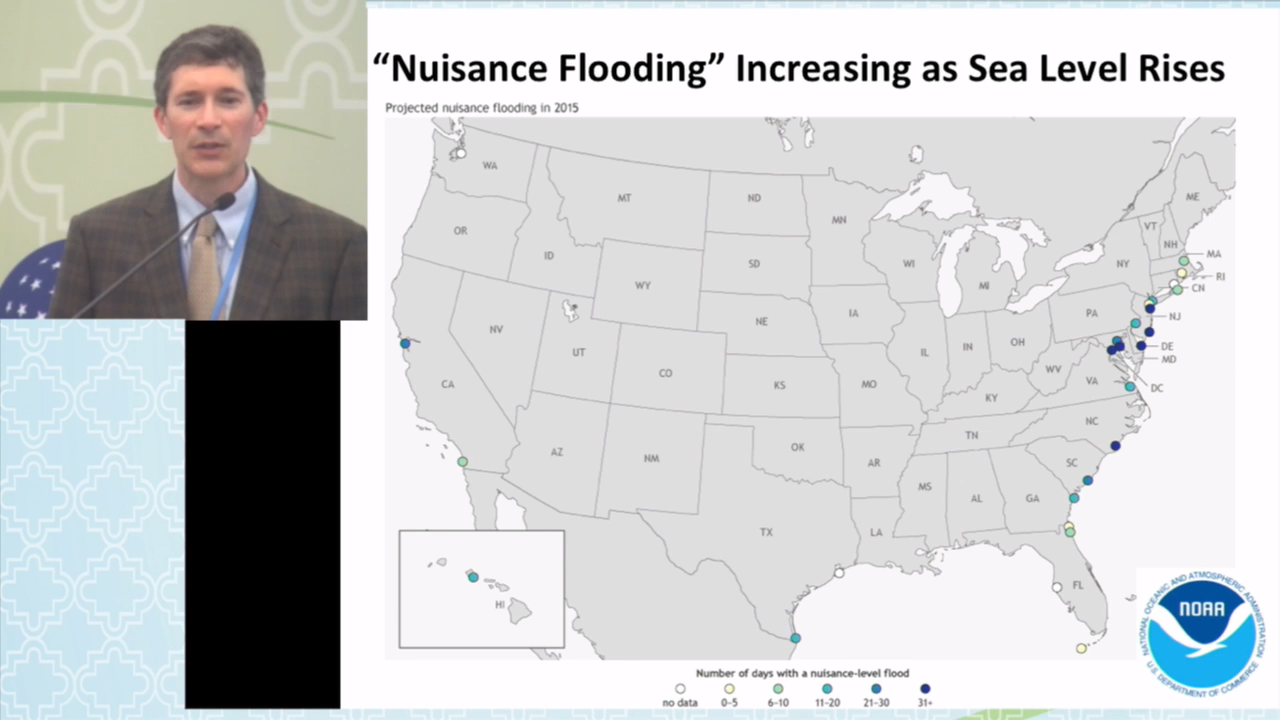 “Nuisance Flooding” Increasing as Sea Level Rises
Projected nuisance flooding in 2015
WA
MT
ND
MN
ME
OR
ID
SD
WI
VT
NH
NY
MA
RI
CN
WY
MI
NE
IA
PA
NJ
NV
UT
CO
IL
IN
OH
DE
MD
CA
KS
MO
WV
VA
DC
KY
AZ
NM
OK
TN
NC
AR
SC
MS
AL
GA
TX
LA
FL
HI
NATIONAL OCEANIC AND ATMOSPHERIC ADMINISTRATION
NOAA
U.S. DEPARTMENT OF COMMERCE
Number of days with a nuisance-level flood
no data 0–5 6–10 11–20 21–30 31+